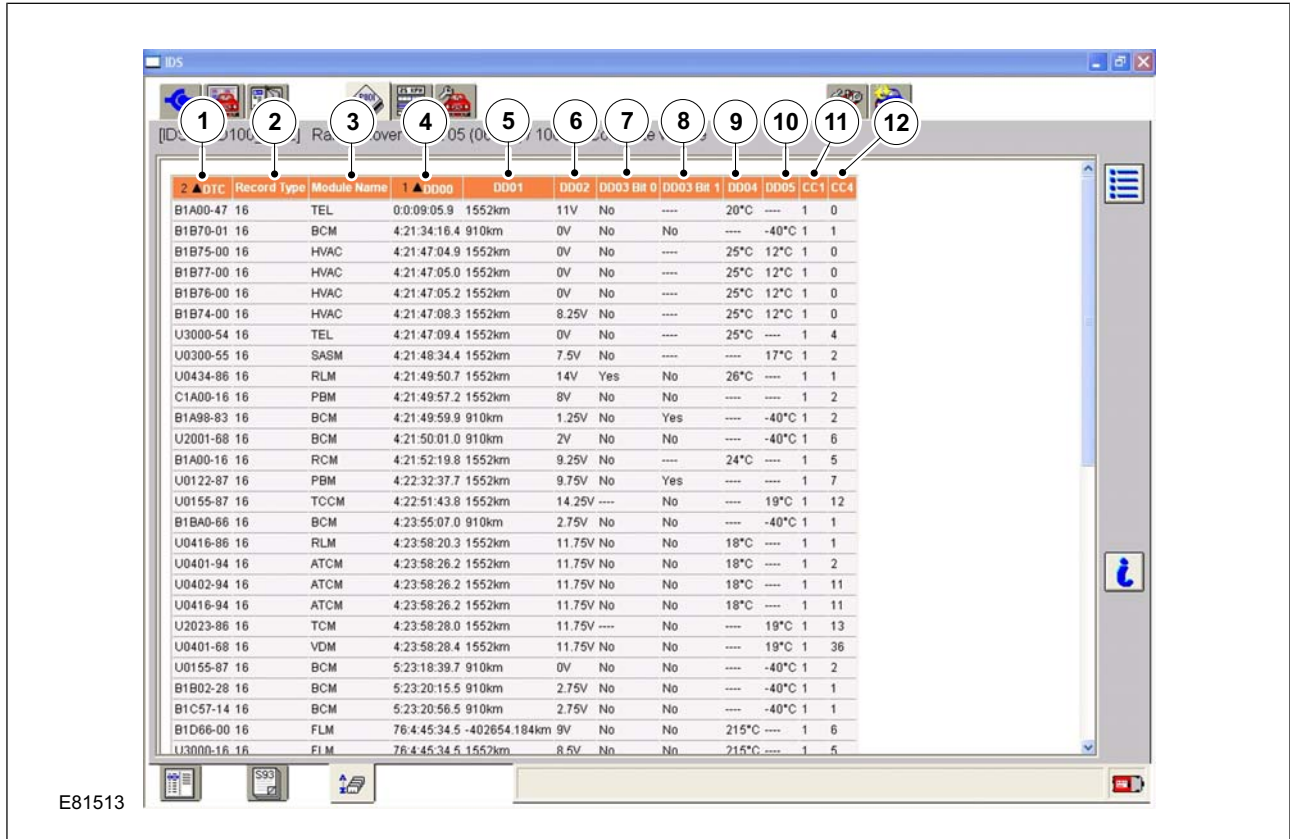 IDS
1 2 3 4 5 6 7 8 9 10 11 12
2 ▲DTC Record Type Module Name 1 ▲DD00 DD01 DD02 DD03 Bit 0 DD03 Bit 1 DD04 DD05 CC1 CC4
B1A00-47 16 TEL 0:0:09:05.9 1552km 11V No ---- 20°C ---- 1 0
B1B70-01 16 BCM 4:21:34:16.4 910km 0V No No ---- -40°C 1 1
B1B75-00 16 HVAC 4:21:47:04.9 1552km 0V No ---- 25°C 12°C 1 0
B1B77-00 16 HVAC 4:21:47:05.0 1552km 0V No ---- 25°C 12°C 1 0
B1B76-00 16 HVAC 4:21:47:05.2 1552km 0V No ---- 25°C 12°C 1 0
B1B74-00 16 HVAC 4:21:47:08.3 1552km 8.25V No ---- 25°C 12°C 1 0
U3000-54 16 TEL 4:21:47:09.4 1552km 0V No ---- 25°C ---- 1 4
U0300-55 16 SASM 4:21:48:34.4 1552km 7.5V No ---- ---- 17°C 1 2
U0434-86 16 RLM 4:21:49:50.7 1552km 14V Yes No 26°C ---- 1 1
C1A00-16 16 PBM 4:21:49:57.2 1552km 8V No No ---- ---- 1 2
B1A98-83 16 BCM 4:21:49:59.9 910km 1.25V No Yes ---- -40°C 1 2
U2001-68 16 BCM 4:21:50:01.0 910km 2V No No ---- -40°C 1 6
B1A00-16 16 RCM 4:21:52:19.8 1552km 9.25V No ---- 24°C ---- 1 5
U0122-87 16 PBM 4:22:32:37.7 1552km 9.75V No Yes ---- ---- 1 7
U0155-87 16 TCCM 4:22:51:43.8 1552km 14.25V ---- No ---- 19°C 1 12
B1BA0-66 16 BCM 4:23:55:07.0 910km 2.75V No No ---- -40°C 1 1
U0416-86 16 RLM 4:23:58:20.3 1552km 11.75V No No 18°C ---- 1 1
U0401-94 16 ATCM 4:23:58:26.2 1552km 11.75V No No 18°C ---- 1 2
U0402-94 16 ATCM 4:23:58:26.2 1552km 11.75V No No 18°C ---- 1 11
U0416-94 16 ATCM 4:23:58:26.2 1552km 11.75V No No 18°C ---- 1 11
U2023-86 16 TCM 4:23:58:28.0 1552km 11.75V ---- No ---- 19°C 1 13
U0401-68 16 VDM 4:23:58:28.4 1552km 11.75V No No ---- 19°C 1 36
U0155-87 16 BCM 5:23:18:39.7 910km 0V No No ---- -40°C 1 2
B1B02-28 16 BCM 5:23:20:15.5 910km 2.75V No No ---- -40°C 1 1
B1C57-14 16 BCM 5:23:20:56.5 910km 2.75V No No ---- -40°C 1 1
B1D66-00 16 FLM 76:4:45:34.5 -402654.184km 9V No No 215°C ---- 1 6
U3000-16 16 FLM 76:4:45:34.5 1552km 8.5V No No 215°C ---- 1 5
S93
E81513